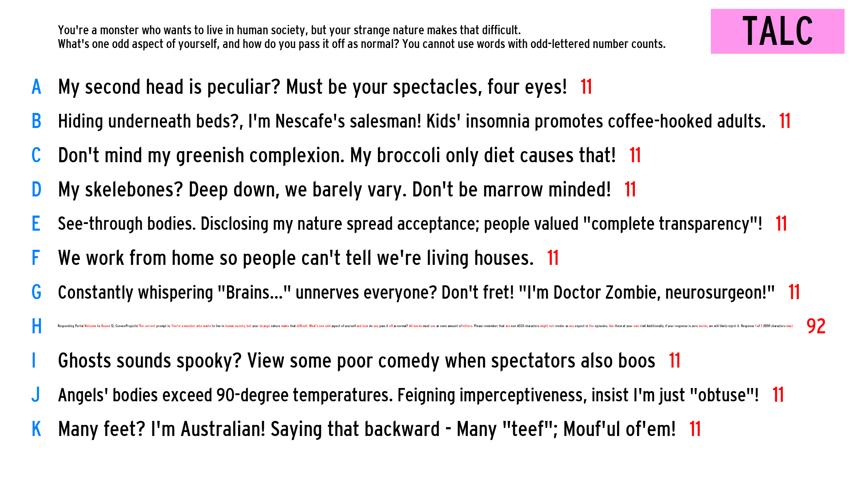 You're a monster who wants to live in human society, but your strange nature makes that difficult.
What's one odd aspect of yourself, and how do you pass it off as normal? You cannot use words with odd-lettered number counts.
TALC
A My second head is peculiar? Must be your spectacles, four eyes! 11
B Hiding underneath beds?, I'm Nescafe's salesman! Kids' insomnia promotes coffee-hooked adults. 11
C Don't mind my greenish complexion. My broccoli only diet causes that! 11
D My skelebones? Deep down, we barely vary. Don't be marrow minded! 11
E See-through bodies. Disclosing my nature spread acceptance; people valued "complete transparency"! 11
F We work from home so people can't tell we're living houses. 11
G Constantly whispering "Brains..." unnerves everyone? Don't fret! "I'm Doctor Zombie, neurosurgeon!" 11
H 92
I Ghosts sounds spooky? View some poor comedy when spectators also boos 11
J Angels' bodies exceed 90-degree temperatures. Feigning imperceptiveness, insist I'm just "obtuse"! 11
K Many feet? I'm Australian! Saying that backward - Many "teef"; Mouf'ul of'em! 11